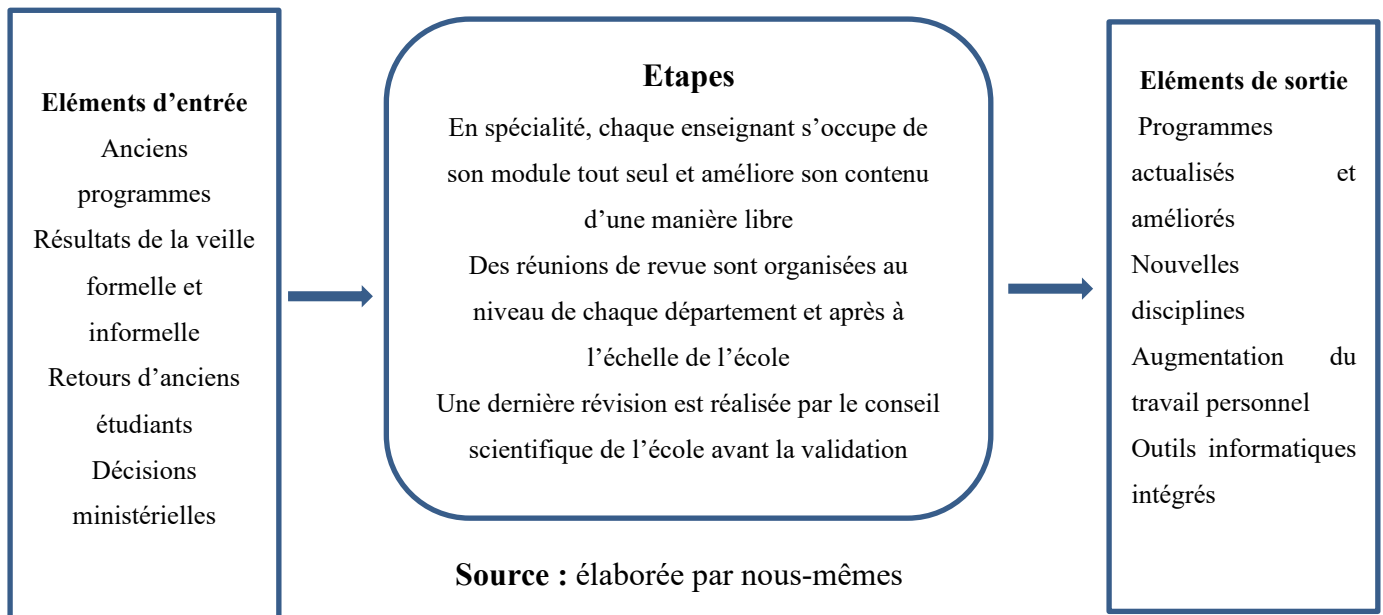 Eléments d’entrée
Anciens
programmes
Résultats de la veille
formelle et
informelle
Retours d’anciens
étudiants
Décisions
ministérielles
Etapes
En spécialité, chaque enseignant s’occupe de
son module tout seul et améliore son contenu
d’une manière libre
Des réunions de revue sont organisées au
niveau de chaque département et après à
l’échelle de l’école
Une dernière révision est réalisée par le conseil
scientifique de l’école avant la validation
Eléments de sortie
Programmes
actualisés et
améliorés
Nouvelles
disciplines
Augmentation du
travail personnel
Outils informatiques
intégrés
Source : élaborée par nous-mêmes